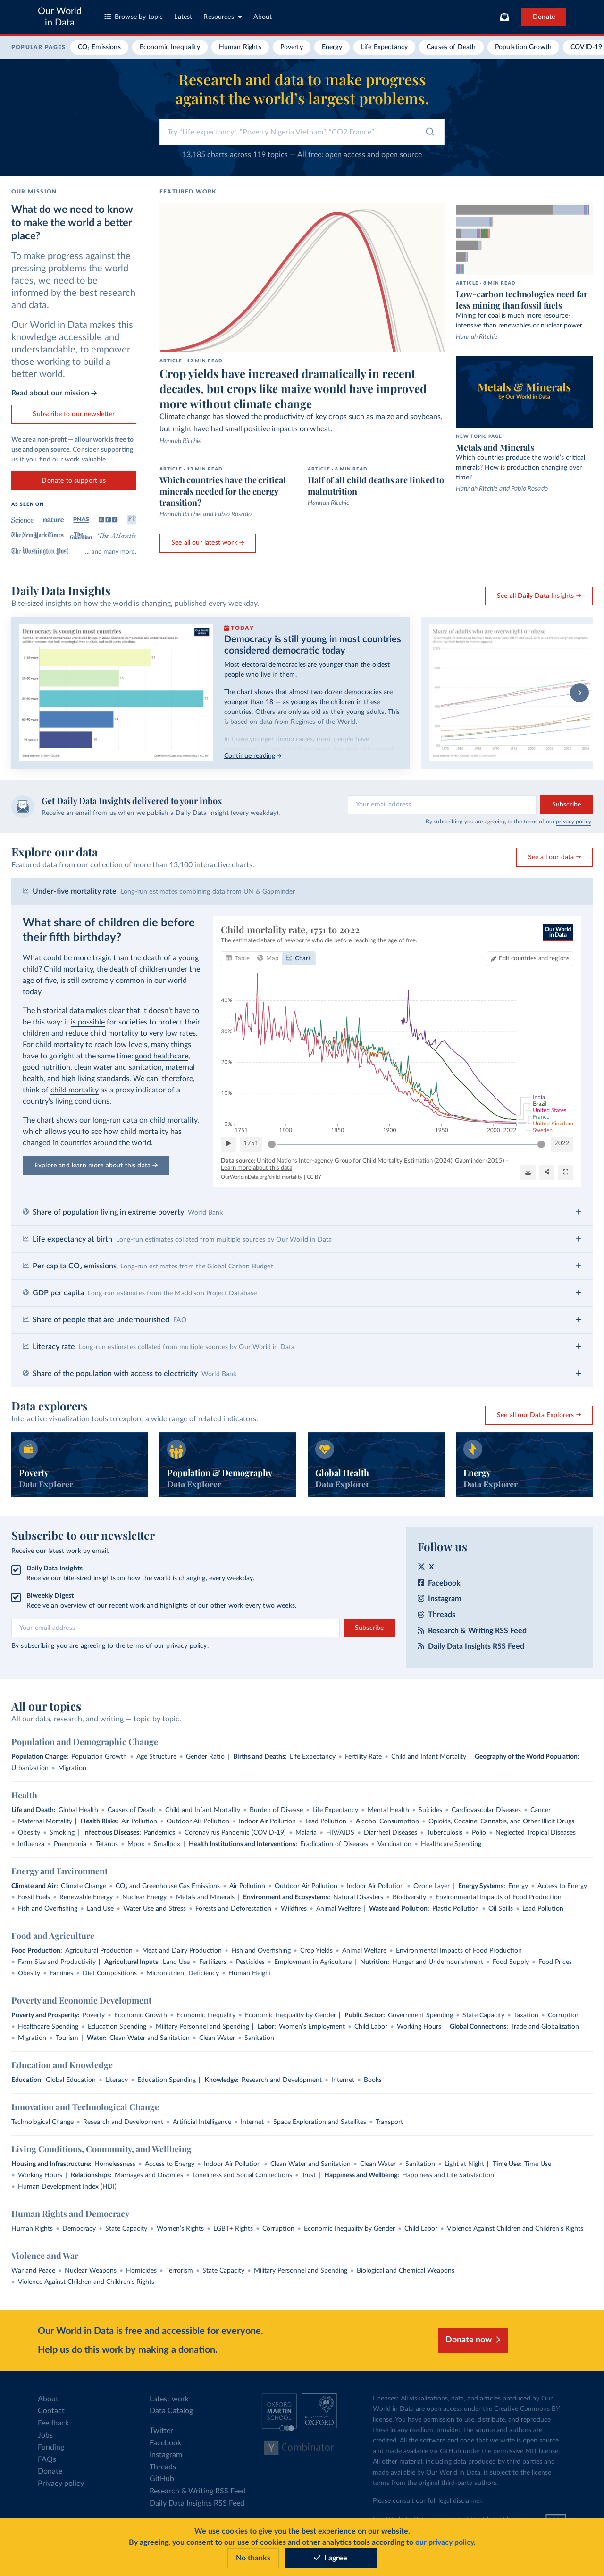 Our World
in Data
Browse by topic
Latest
Resources
About
Donate
POPULAR PAGES
CO₂ Emissions
Economic Inequality
Human Rights
Poverty
Energy
Life Expectancy
Causes of Death
Population Growth
COVID-19
Research and data to make progress
against the world's largest problems.
Try "Life expectancy", "Poverty Nigeria Vietnam", "CO2 France"...
13,185 charts across 119 topics — All free: open access and open source
OUR MISSION
What do we need to know
to make the world a better
place?
To make progress against the
pressing problems the world
faces, we need to be
informed by the best research
and data.
Our World in Data makes this
knowledge accessible and
understandable, to empower
those working to build a
better world.
Read about our mission →
Subscribe to our newsletter
We are a non-profit — all our work is free to
use and open source. Consider supporting
us if you find our work valuable.
Donate to support us
AS SEEN ON
Science
nature
PNAS
BBC
FT
The New York Times
The Guardian
The Atlantic
The Washington Post
... and many more.
FEATURED WORK
ARTICLE • 12 MIN READ
Crop yields have increased dramatically in recent
decades, but crops like maize would have improved
more without climate change
Climate change has slowed the productivity of key crops such as maize and soybeans,
but might have had small positive impacts on wheat.
Hannah Ritchie
ARTICLE • 8 MIN READ
Low-carbon technologies need far
less mining than fossil fuels
Mining for coal is much more resource-
intensive than renewables or nuclear power.
Hannah Ritchie
Metals & Minerals
by Our World in Data
NEW TOPIC PAGE
Metals and Minerals
Which countries produce the world's critical
minerals? How is production changing over
time?
Hannah Ritchie and Pablo Rosado
ARTICLE • 13 MIN READ
Which countries have the critical
minerals needed for the energy
transition?
Hannah Ritchie and Pablo Rosado
ARTICLE • 8 MIN READ
Half of all child deaths are linked to
malnutrition
Hannah Ritchie
See all our latest work →
Daily Data Insights
Bite-sized insights on how the world is changing, published every weekday.
See all Daily Data Insights →
Democracy is young in most countries
TODAY
Democracy is still young in most countries
considered democratic today
Most electoral democracies are younger than the oldest
people who live in them.
The chart shows that almost two dozen democracies are
younger than 18 — as young as the children in these
countries. Others are only as old as their young adults. This
is based on data from Regimes of the World.
In these younger democracies, most people have
Continue reading →
Share of adults who are overweight or obese
Get Daily Data Insights delivered to your inbox
Receive an email from us when we publish a Daily Data Insight (every weekday).
Your email address
Subscribe
By subscribing you are agreeing to the terms of our privacy policy.
Explore our data
Featured data from our collection of more than 13,100 interactive charts.
See all our data →
Under-five mortality rate Long-run estimates combining data from UN & Gapminder
What share of children die before
their fifth birthday?
What could be more tragic than the death of a young
child? Child mortality, the death of children under the
age of five, is still extremely common in our world
today.
The historical data makes clear that it doesn't have to
be this way: it is possible for societies to protect their
children and reduce child mortality to very low rates.
For child mortality to reach low levels, many things
have to go right at the same time: good healthcare,
good nutrition, clean water and sanitation, maternal
health, and high living standards. We can, therefore,
think of child mortality as a proxy indicator of a
country's living conditions.
The chart shows our long-run data on child mortality,
which allows you to see how child mortality has
changed in countries around the world.
Explore and learn more about this data →
Child mortality rate, 1751 to 2022
The estimated share of newborns who die before reaching the age of five.
Our World
in Data
Table
Map
Chart
Edit countries and regions
40%
30%
20%
10%
0%
1751
1800
1850
1900
1950
2000
2022
India
Brazil
United States
France
United Kingdom
Sweden
1751
2022
Data source: United Nations Inter-agency Group for Child Mortality Estimation (2024); Gapminder (2015) –
Learn more about this data
OurWorldinData.org/child-mortality | CC BY
Share of population living in extreme poverty World Bank
Life expectancy at birth Long-run estimates collated from multiple sources by Our World in Data
Per capita CO₂ emissions Long-run estimates from the Global Carbon Budget
GDP per capita Long-run estimates from the Maddison Project Database
Share of people that are undernourished FAO
Literacy rate Long-run estimates collated from multiple sources by Our World in Data
Share of the population with access to electricity World Bank
Data explorers
Interactive visualization tools to explore a wide range of related indicators.
See all our Data Explorers →
Poverty
Data Explorer
Population & Demography
Data Explorer
Global Health
Data Explorer
Energy
Data Explorer
Subscribe to our newsletter
Receive our latest work by email.
Daily Data Insights
Receive our bite-sized insights on how the world is changing, every weekday.
Biweekly Digest
Receive an overview of our recent work and highlights of our other work every two weeks.
Your email address
Subscribe
By subscribing you are agreeing to the terms of our privacy policy.
Follow us
X
Facebook
Instagram
Threads
Research & Writing RSS Feed
Daily Data Insights RSS Feed
All our topics
All our data, research, and writing — topic by topic.
Population and Demographic Change
Population Change: Population Growth • Age Structure • Gender Ratio | Births and Deaths: Life Expectancy • Fertility Rate • Child and Infant Mortality | Geography of the World Population:
Urbanization • Migration
Health
Life and Death: Global Health • Causes of Death • Child and Infant Mortality • Burden of Disease • Life Expectancy • Mental Health • Suicides • Cardiovascular Diseases • Cancer
• Maternal Mortality | Health Risks: Air Pollution • Outdoor Air Pollution • Indoor Air Pollution • Lead Pollution • Alcohol Consumption • Opioids, Cocaine, Cannabis, and Other Illicit Drugs
• Obesity • Smoking | Infectious Diseases: Pandemics • Coronavirus Pandemic (COVID-19) • Malaria • HIV/AIDS • Diarrheal Diseases • Tuberculosis • Polio • Neglected Tropical Diseases
• Influenza • Pneumonia • Tetanus • Mpox • Smallpox | Health Institutions and Interventions: Eradication of Diseases • Vaccination • Healthcare Spending
Energy and Environment
Climate and Air: Climate Change • CO₂ and Greenhouse Gas Emissions • Air Pollution • Outdoor Air Pollution • Indoor Air Pollution • Ozone Layer | Energy Systems: Energy • Access to Energy
• Fossil Fuels • Renewable Energy • Nuclear Energy • Metals and Minerals | Environment and Ecosystems: Natural Disasters • Biodiversity • Environmental Impacts of Food Production
• Fish and Overfishing • Land Use • Water Use and Stress • Forests and Deforestation • Wildfires • Animal Welfare | Waste and Pollution: Plastic Pollution • Oil Spills • Lead Pollution
Food and Agriculture
Food Production: Agricultural Production • Meat and Dairy Production • Fish and Overfishing • Crop Yields • Animal Welfare • Environmental Impacts of Food Production
• Farm Size and Productivity | Agricultural Inputs: Land Use • Fertilizers • Pesticides • Employment in Agriculture | Nutrition: Hunger and Undernourishment • Food Supply • Food Prices
• Obesity • Famines • Diet Compositions • Micronutrient Deficiency • Human Height
Poverty and Economic Development
Poverty and Prosperity: Poverty • Economic Growth • Economic Inequality • Economic Inequality by Gender | Public Sector: Government Spending • State Capacity • Taxation • Corruption
• Healthcare Spending • Education Spending • Military Personnel and Spending | Labor: Women's Employment • Child Labor • Working Hours | Global Connections: Trade and Globalization
• Migration • Tourism | Water: Clean Water and Sanitation • Clean Water • Sanitation
Education and Knowledge
Education: Global Education • Literacy • Education Spending | Knowledge: Research and Development • Internet • Books
Innovation and Technological Change
Technological Change • Research and Development • Artificial Intelligence • Internet • Space Exploration and Satellites • Transport
Living Conditions, Community, and Wellbeing
Housing and Infrastructure: Homelessness • Access to Energy • Indoor Air Pollution • Clean Water and Sanitation • Clean Water • Sanitation • Light at Night | Time Use: Time Use
• Working Hours | Relationships: Marriages and Divorces • Loneliness and Social Connections • Trust | Happiness and Wellbeing: Happiness and Life Satisfaction
• Human Development Index (HDI)
Human Rights and Democracy
Human Rights • Democracy • State Capacity • Women's Rights • LGBT+ Rights • Corruption • Economic Inequality by Gender • Child Labor • Violence Against Children and Children's Rights
Violence and War
War and Peace • Nuclear Weapons • Homicides • Terrorism • State Capacity • Military Personnel and Spending • Biological and Chemical Weapons
• Violence Against Children and Children's Rights
Our World in Data is free and accessible for everyone.
Help us do this work by making a donation.
Donate now
About
Contact
Feedback
Jobs
Funding
FAQs
Donate
Privacy policy
Latest work
Data Catalog
Twitter
Facebook
Instagram
Threads
GitHub
Research & Writing RSS Feed
Daily Data Insights RSS Feed
OXFORD
MARTIN
SCHOOL
UNIVERSITY OF
OXFORD
Y Combinator
Licenses: All visualizations, data, and articles produced by Our
World in Data are open access under the Creative Commons BY
license. You have permission to use, distribute, and reproduce
these in any medium, provided the source and authors are
credited. All the software and code that we write is open source
and made available via GitHub under the permissive MIT license.
All other material, including data produced by third parties and
made available by Our World in Data, is subject to the license
terms from the original third-party authors.
Please consult our full legal disclaimer.
We use cookies to give you the best experience on our website.
By agreeing, you consent to our use of cookies and other analytics tools according to our privacy policy.
No thanks
I agree